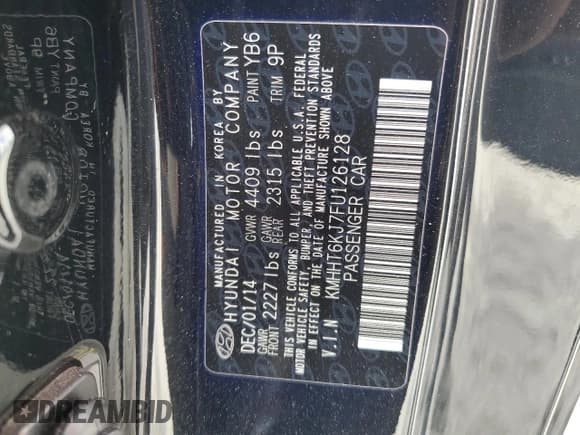 MANUFACTURED IN KOREA BY
HYUNDAI MOTOR COMPANY
DEC/01/14 GVWR 4409 lbs PAINT YB6
GAWR FRONT 2227 lbs GAWR REAR 2315 lbs TRIM 9P
THIS VEHICLE CONFORMS TO ALL APPLICABLE U.S.A. FEDERAL
MOTOR VEHICLE SAFETY, BUMPER, AND THEFT PREVENTION STANDARDS
IN EFFECT ON THE DATE OF MANUFACTURE SHOWN ABOVE
V.I.N KMHHT6KJ7FU126128
PASSENGER CAR
DREAMBID